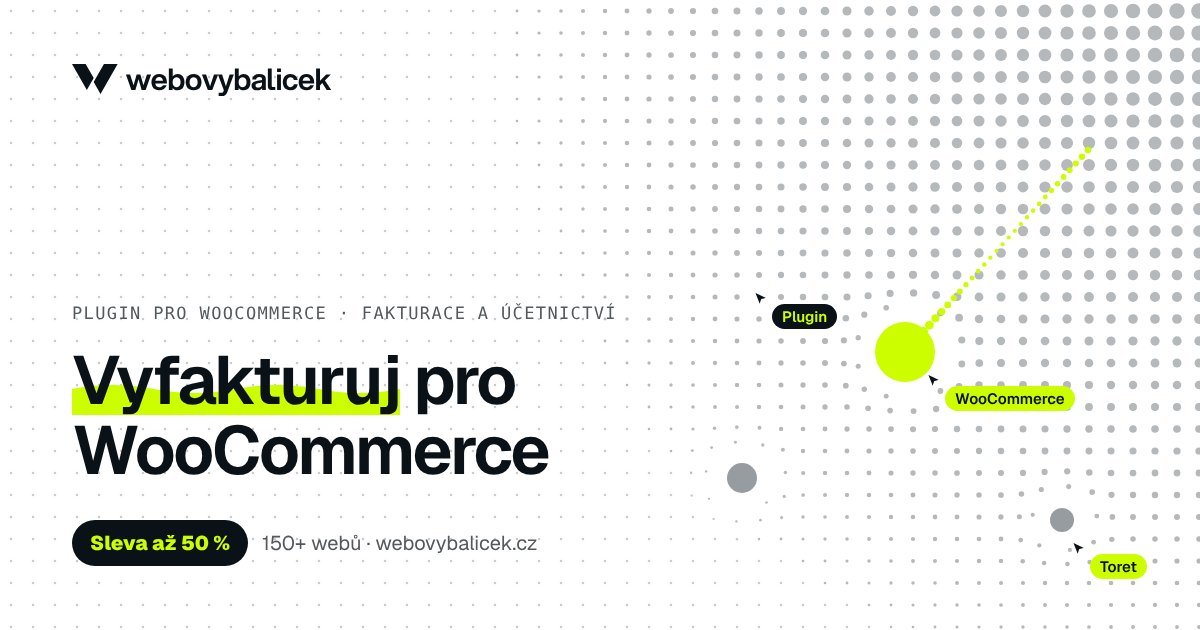 webovybalicek
PLUGIN PRO WOOCOMMERCE · FAKTURACE A ÚČETNICTVÍ
Vyfakturuj pro
WooCommerce
Sleva až 50 %
150+ webů · webovybalicek.cz
Plugin
WooCommerce
Toret